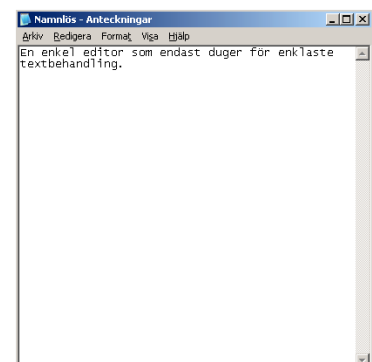 Namnlös - Anteckningar
Arkiv Redigera Format Visa Hjälp
En enkel editor som endast duger för enklaste
textbehandling.